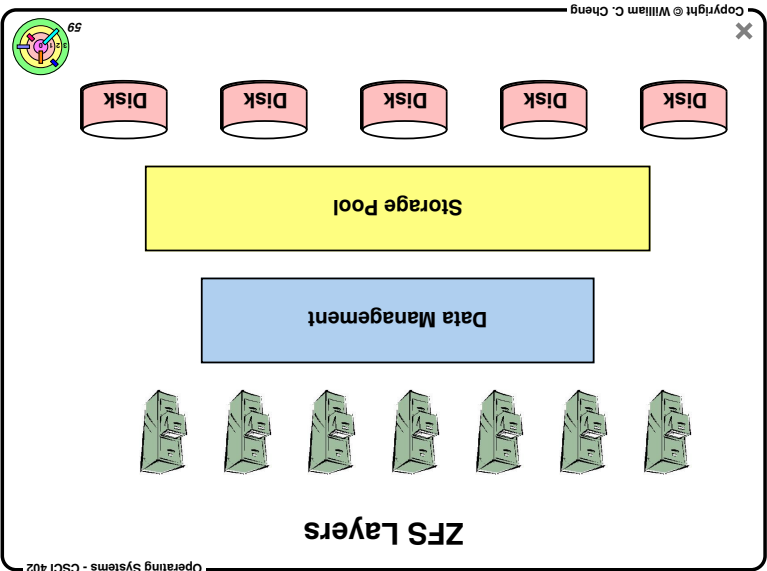 Operating Systems - CSCI 402
ZFS Layers
Data Management
Storage Pool
Disk Disk Disk Disk Disk
59
Copyright © William C. Cheng